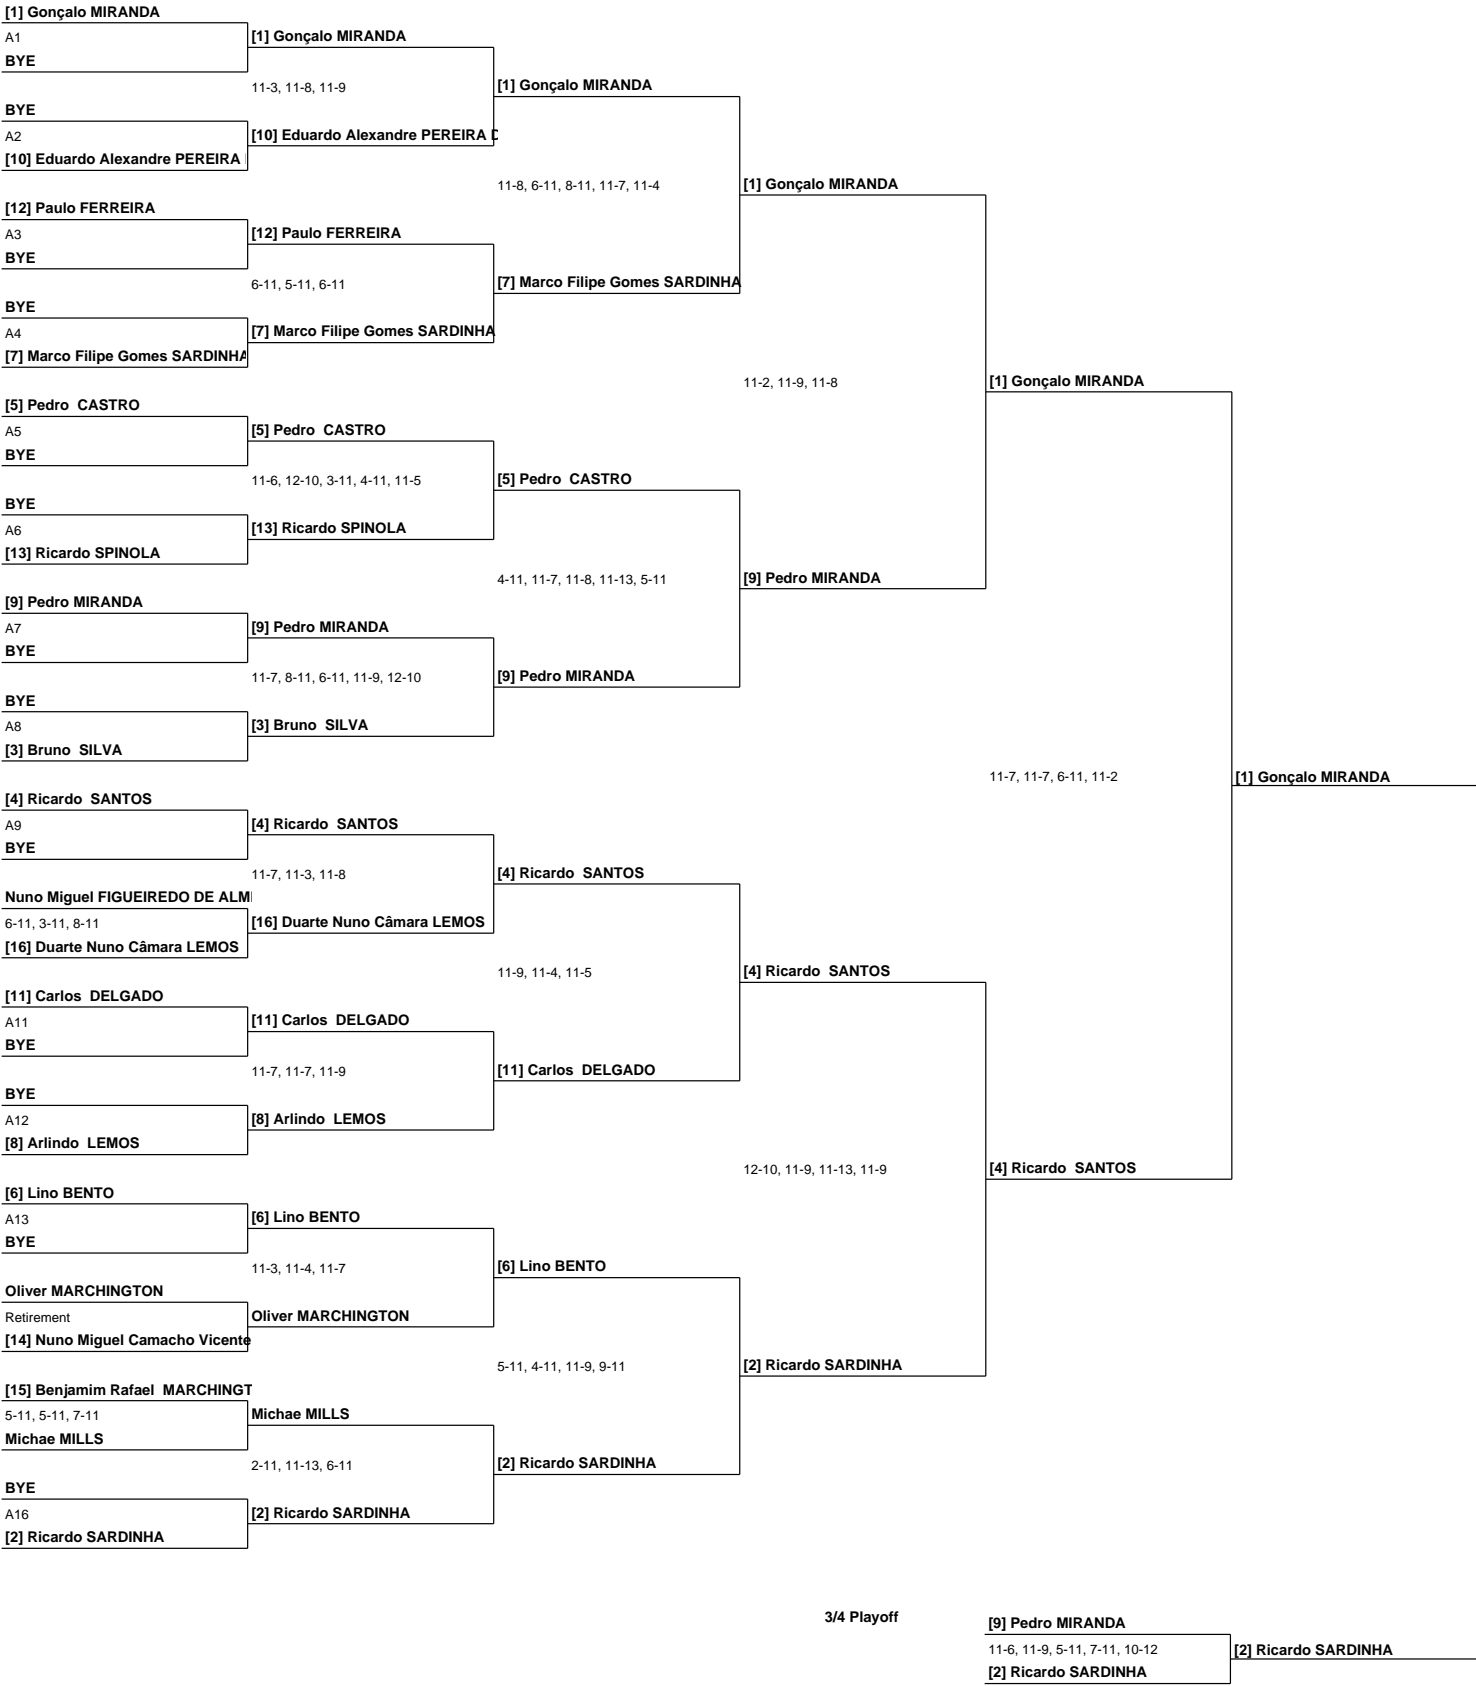 [1] Gonçalo MIRANDA
A1
BYE
BYE
A2
[10] Eduardo Alexandre PEREIRA
[12] Paulo FERREIRA
A3
BYE
BYE
A4
[7] Marco Filipe Gomes SARDINHA
[5] Pedro CASTRO
A5
BYE
BYE
A6
[13] Ricardo SPINOLA
[9] Pedro MIRANDA
A7
BYE
BYE
A8
[3] Bruno SILVA
[4] Ricardo SANTOS
A9
BYE
Nuno Miguel FIGUEIREDO DE ALM
6-11, 3-11, 8-11
[16] Duarte Nuno Câmara LEMOS
[11] Carlos DELGADO
A11
BYE
BYE
A12
[8] Arlindo LEMOS
[6] Lino BENTO
A13
BYE
Oliver MARCHINGTON
Retirement
[14] Nuno Miguel Camacho Vicente
[15] Benjamim Rafael MARCHINGT
5-11, 5-11, 7-11
Michae MILLS
BYE
A16
[2] Ricardo SARDINHA
[1] Gonçalo MIRANDA
11-3, 11-8, 11-9
[10] Eduardo Alexandre PEREIRA D
[12] Paulo FERREIRA
6-11, 5-11, 6-11
[7] Marco Filipe Gomes SARDINHA
[5] Pedro CASTRO
11-6, 12-10, 3-11, 4-11, 11-5
[13] Ricardo SPINOLA
[9] Pedro MIRANDA
11-7, 8-11, 6-11, 11-9, 12-10
[3] Bruno SILVA
[4] Ricardo SANTOS
11-7, 11-3, 11-8
[16] Duarte Nuno Câmara LEMOS
[11] Carlos DELGADO
11-7, 11-7, 11-9
[8] Arlindo LEMOS
[6] Lino BENTO
11-3, 11-4, 11-7
Oliver MARCHINGTON
Michae MILLS
2-11, 11-13, 6-11
[2] Ricardo SARDINHA
[1] Gonçalo MIRANDA
11-8, 6-11, 8-11, 11-7, 11-4
[7] Marco Filipe Gomes SARDINHA
[5] Pedro CASTRO
4-11, 11-7, 11-8, 11-13, 5-11
[9] Pedro MIRANDA
[4] Ricardo SANTOS
11-9, 11-4, 11-5
[11] Carlos DELGADO
[6] Lino BENTO
5-11, 4-11, 11-9, 9-11
[2] Ricardo SARDINHA
[1] Gonçalo MIRANDA
11-2, 11-9, 11-8
[9] Pedro MIRANDA
[4] Ricardo SANTOS
12-10, 11-9, 11-13, 11-9
[2] Ricardo SARDINHA
[1] Gonçalo MIRANDA
11-7, 11-7, 6-11, 11-2
[4] Ricardo SANTOS
[1] Gonçalo MIRANDA
3/4 Playoff
[9] Pedro MIRANDA
11-6, 11-9, 5-11, 7-11, 10-12
[2] Ricardo SARDINHA
[2] Ricardo SARDINHA